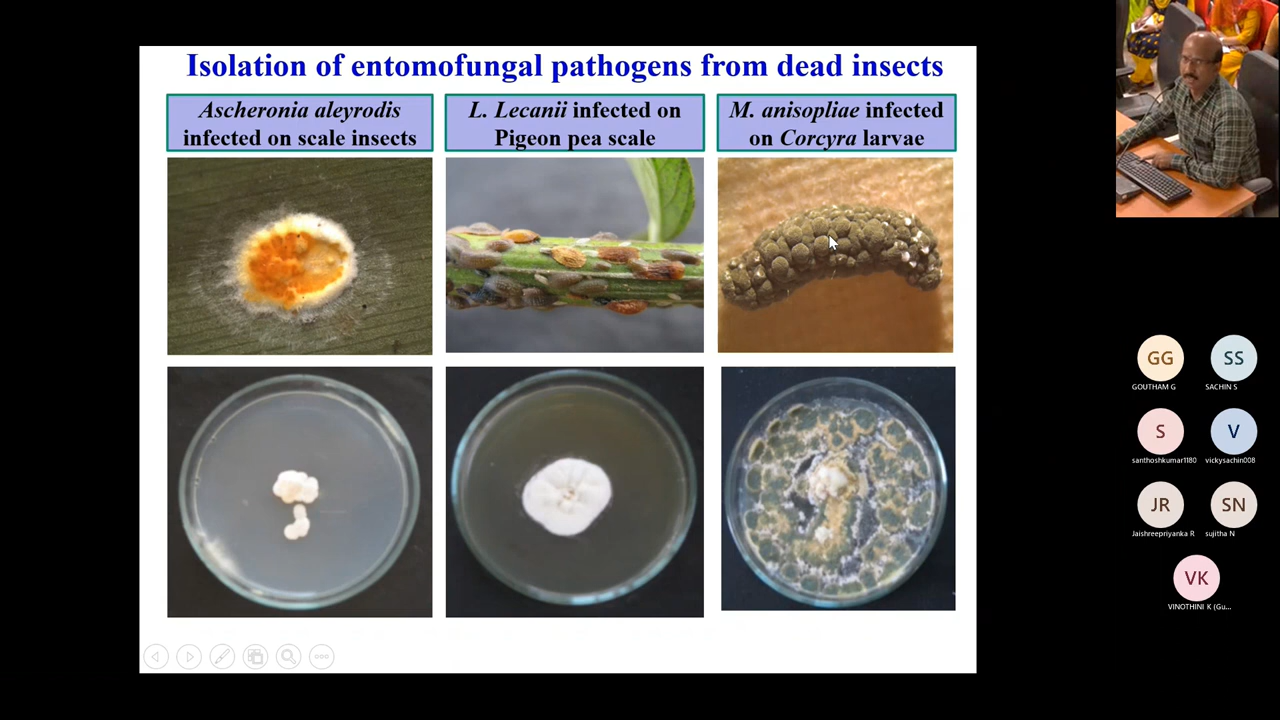 Isolation of entomofungal pathogens from dead insects
Ascheronia aleyrodis
infected on scale insects
L. Lecanii infected on
Pigeon pea scale
M. anisopliae infected
on Corcyra larvae
GG
GOUTHAM G
SS
SACHIN S
S
santhoshkumar1180
V
vickysachin008
JR
Jaishreepriyanka R
SN
sujitha N
VK
VINOTHINI K (Gu...